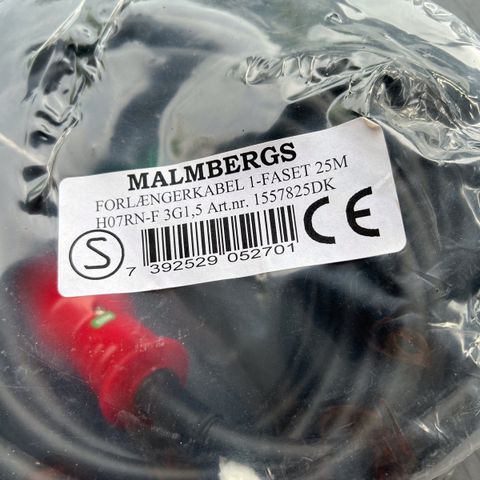 MALMBERGS
FORLÆNGERKABEL 1-FASET 25M
H07RN-F 3G1,5 Art.nr. 1557825DK
S
CE
7 392529 052701